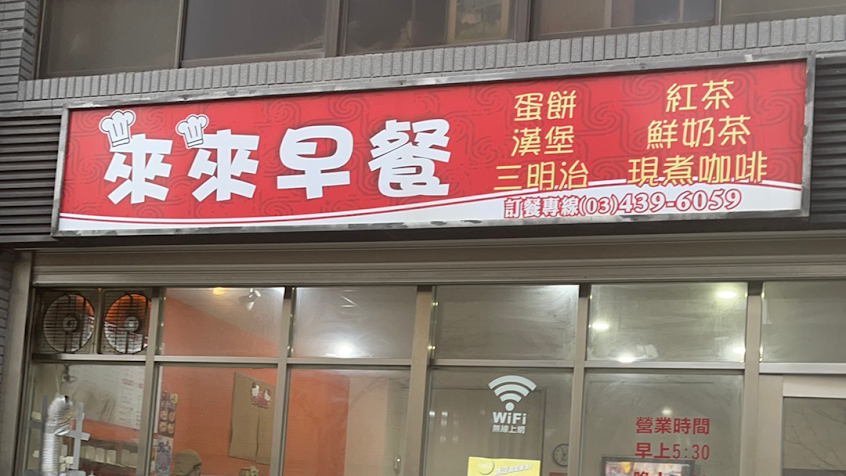 來來早餐
蛋餅
漢堡
三明治
紅茶
鮮奶茶
現煮咖啡
訂餐專線(03)439-6059
WiFi
無線上網
營業時間
早上5:30